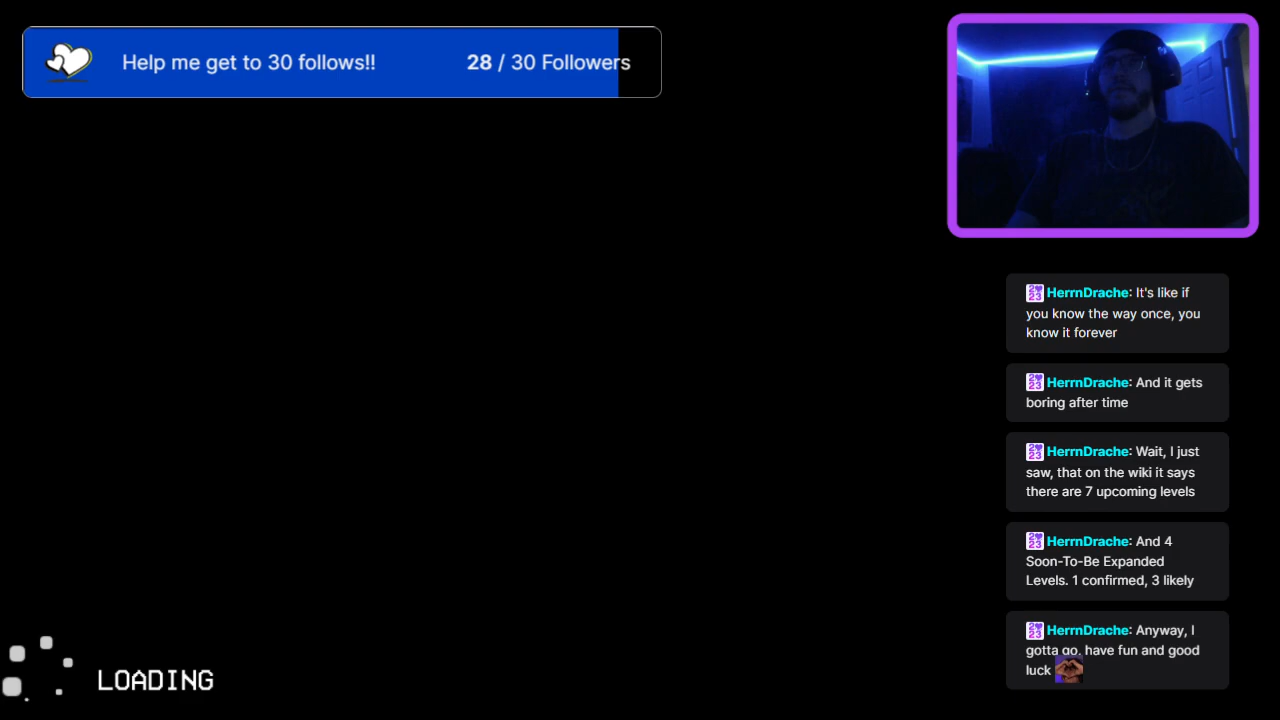 Help me get to 30 follows!! 28 / 30 Followers
HerrnDrache: It's like if
you know the way once, you
know it forever
HerrnDrache: And it gets
boring after time
HerrnDrache: Wait, I just
saw, that on the wiki it says
there are 7 upcoming levels
HerrnDrache: And 4
Soon-To-Be Expanded
Levels. 1 confirmed, 3 likely
HerrnDrache: Anyway, I
gotta go, have fun and good
luck
LOADING